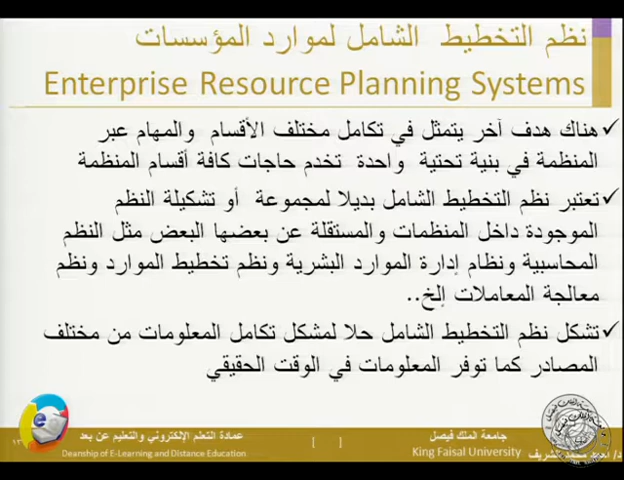 نظم التخطيط الشامل لموارد المؤسسات
Enterprise Resource Planning Systems
✓ هناك هدف آخر يتمثل في تكامل مختلف الأقسام والمهام عبر
المنظمة في بنية تحتية واحدة تخدم حاجات كافة أقسام المنظمة
✓ تعتبر نظم التخطيط الشامل بديلا لمجموعة أو تشكيلة النظم
الموجودة داخل المنظمات والمستقلة عن بعضها البعض مثل النظم
المحاسبية ونظام إدارة الموارد البشرية ونظم تخطيط الموارد ونظم
معالجة المعاملات إلخ..
✓ تشكل نظم التخطيط الشامل حلا لمشكل تكامل المعلومات من مختلف
المصادر كما توفر المعلومات في الوقت الحقيقي
عمادة التعلم الإلكتروني والتعليم عن بعد
Deanship of E-Learning and Distance Education
[ ]
جامعة الملك فيصل
King Faisal University
محمد الشريف